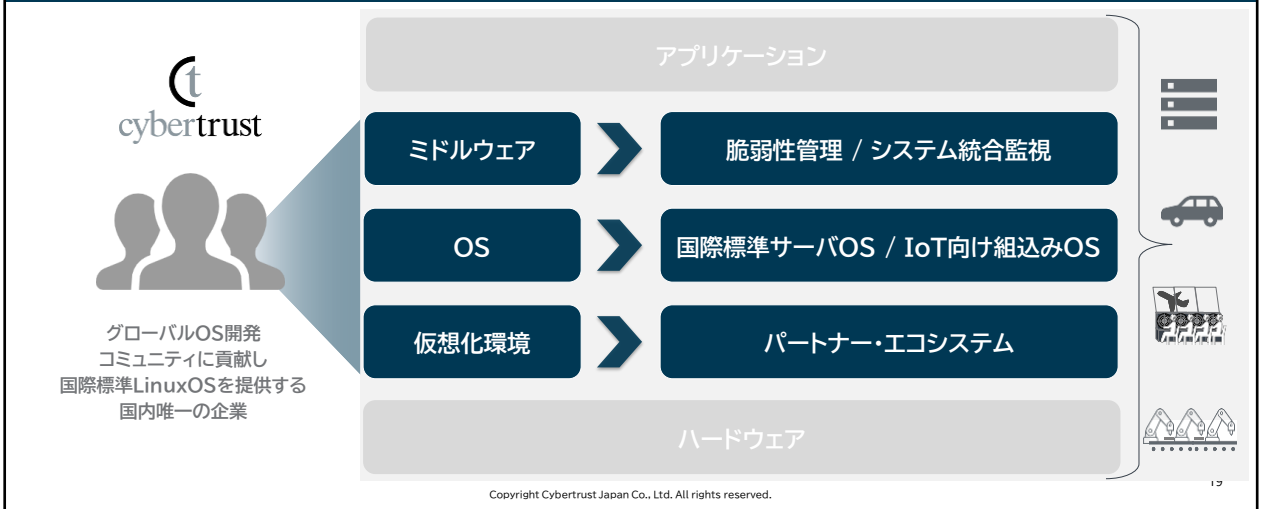 アプリケーション
cybertrust
ミドルウェア
脆弱性管理 / システム統合監視
OS
国際標準サーバOS / IoT向け組込みOS
仮想化環境
パートナー・エコシステム
グローバルOS開発
コミュニティに貢献し
国際標準LinuxOSを提供する
国内唯一の企業
ハードウェア
Copyright Cybertrust Japan Co., Ltd. All rights reserved.
19